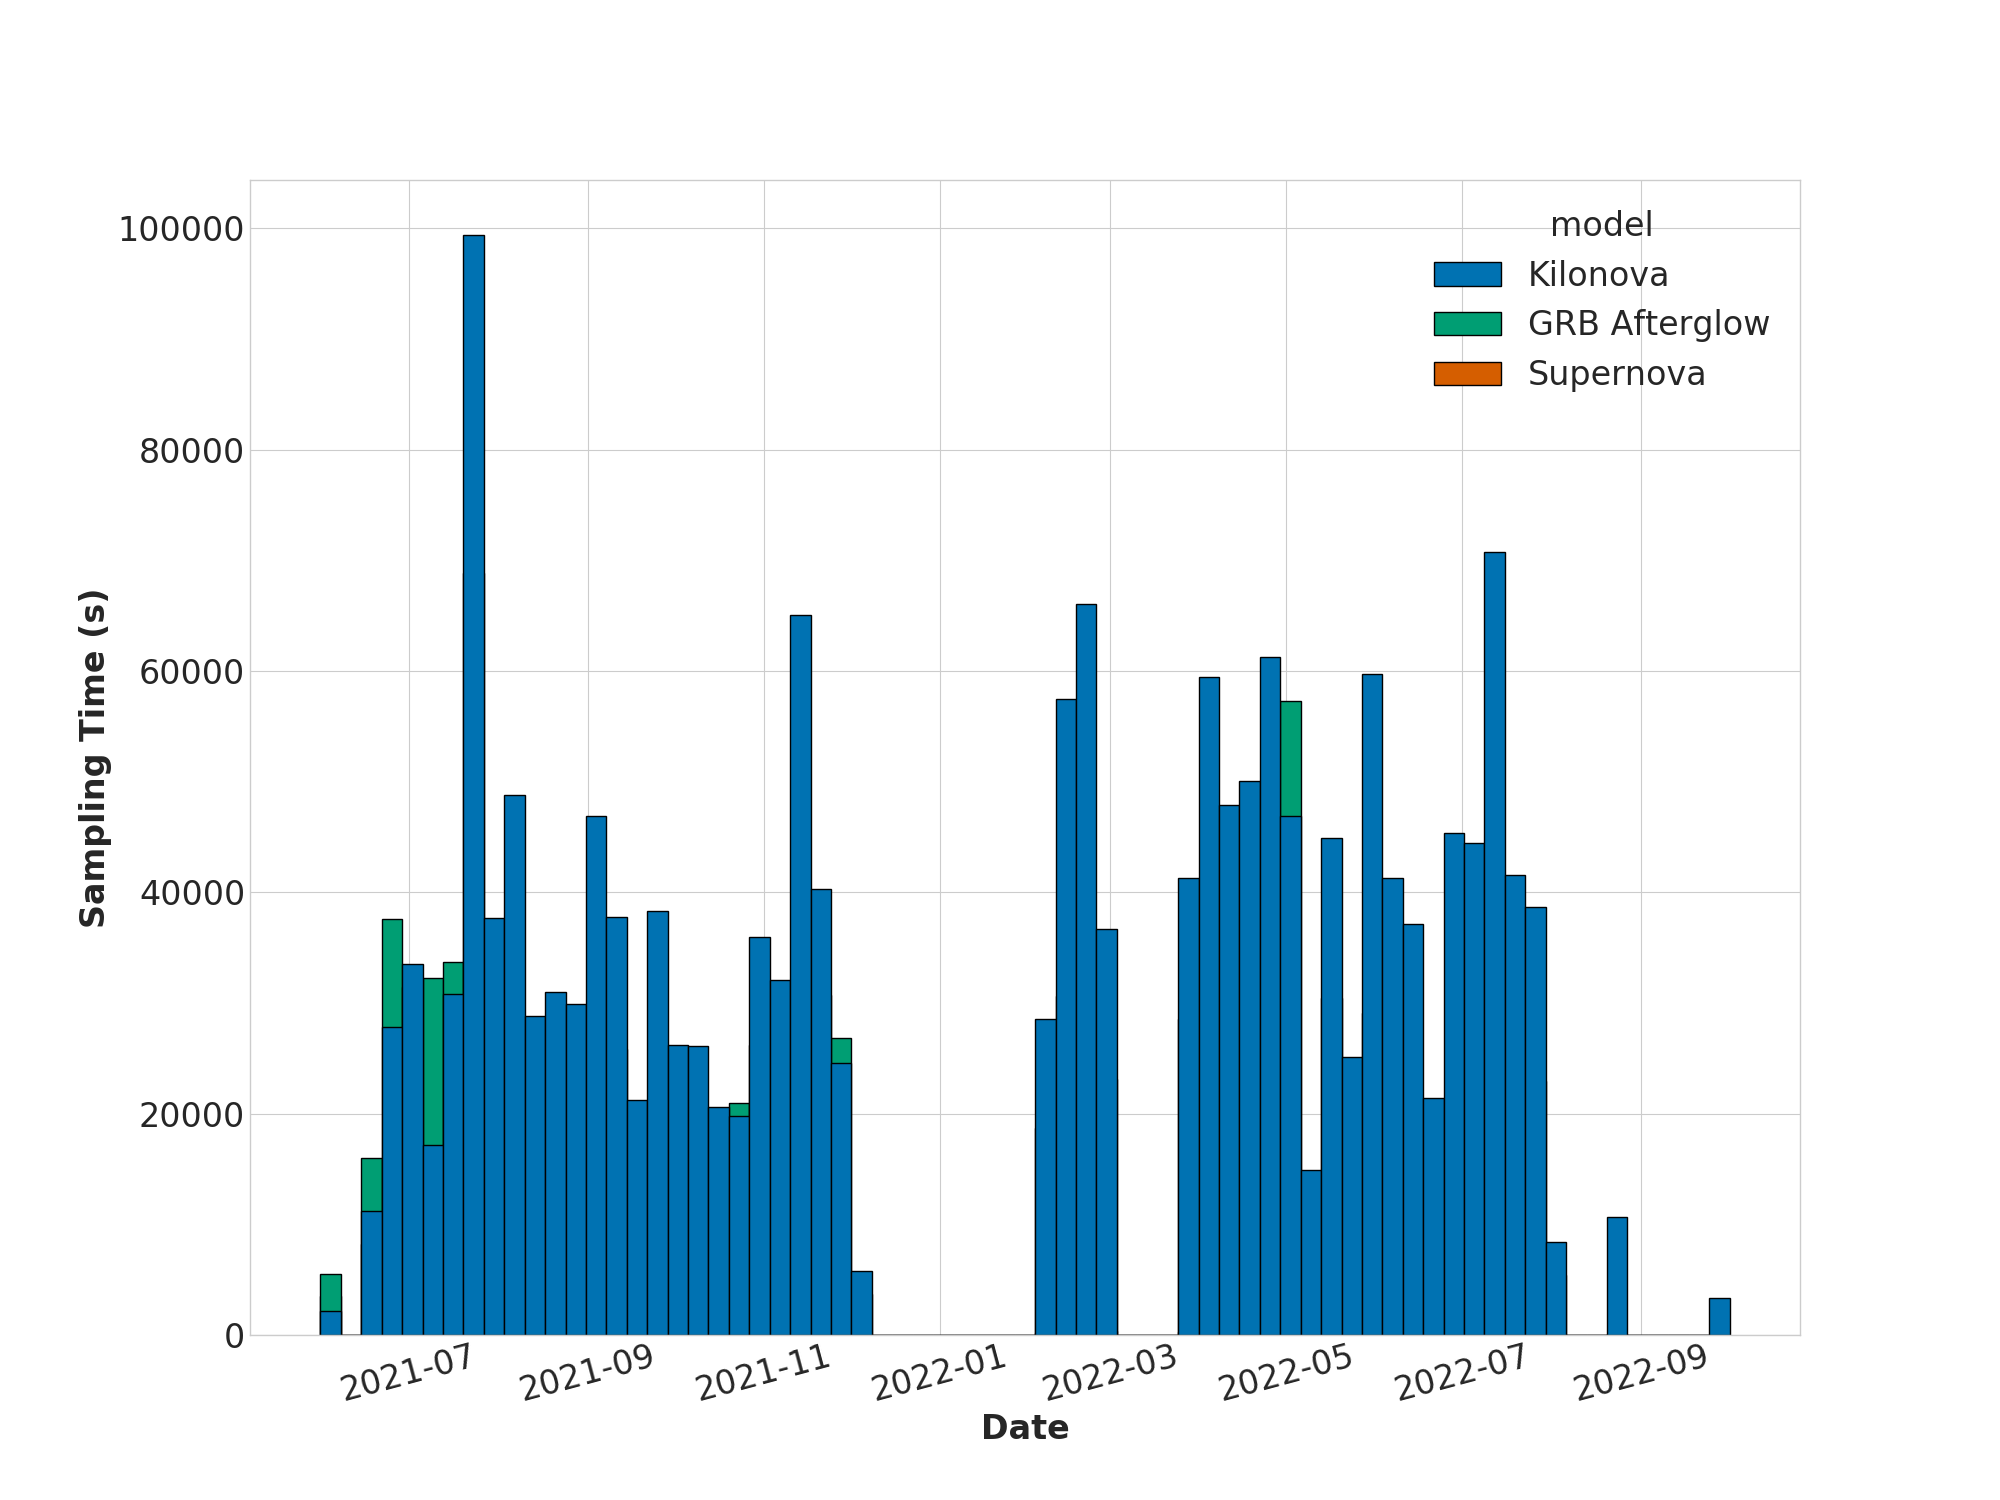 model
Kilonova
GRB Afterglow
Supernova
100000
80000
60000
40000
20000
0
Sampling Time (s)
2021-07
2021-09
2021-11
2022-01
2022-03
2022-05
2022-07
2022-09
Date